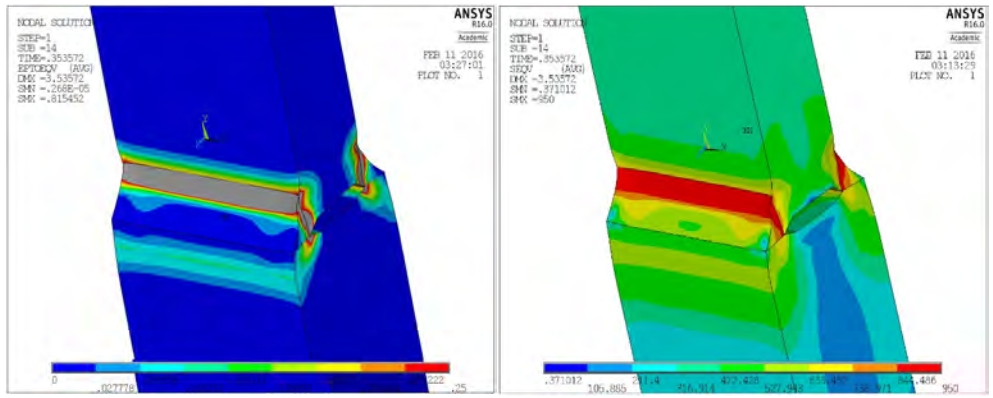 NODAL SOLUTION
STEP=1
SUB =14
TIME=.353572
EPTOEQV (AVG)
DMX =3.53572
SMN =.268E-05
SMX =.815452
ANSYS
R16.0
Academic
FEB 11 2016
03:27:01
PLOT NO. 1
Y
0
.027778
.25
NODAL SOLUTION
STEP=1
SUB =14
TIME=.353572
SEQV (AVG)
DMX =3.53572
SMN =.371012
SMX =950
ANSYS
R16.0
Academic
FEB 11 2016
03:13:29
PLOT NO. 1
X
.371012
105.885
211.4
316.914
422.428
527.943
844.486
950